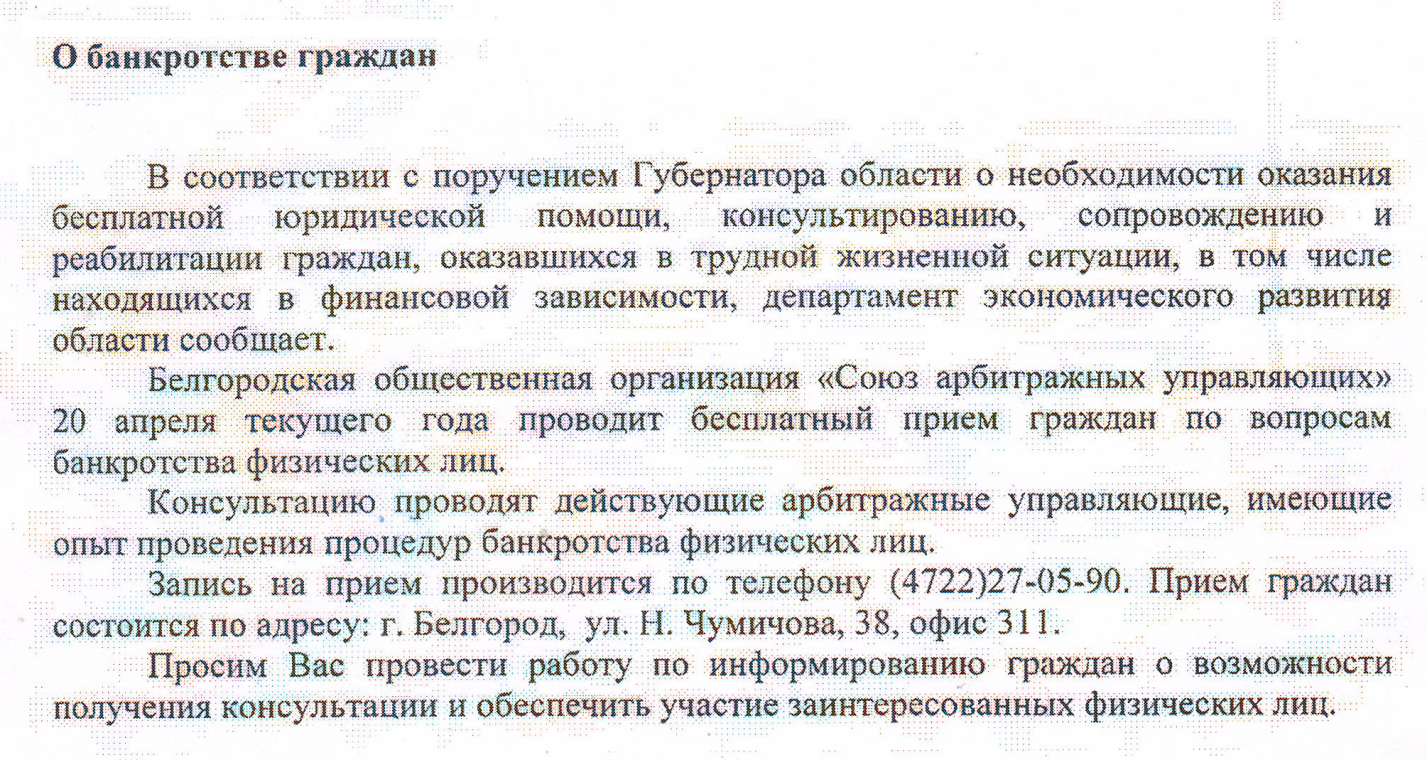 О банкротстве граждан
В соответствии с поручением Губернатора области о необходимости оказания
бесплатной юридической помощи, консультированию, сопровождению и
реабилитации граждан, оказавшихся в трудной жизненной ситуации, в том числе
находящихся в финансовой зависимости, департамент экономического развития
области сообщает.
Белгородская общественная организация «Союз арбитражных управляющих»
20 апреля текущего года проводит бесплатный прием граждан по вопросам
банкротства физических лиц.
Консультацию проводят действующие арбитражные управляющие, имеющие
опыт проведения процедур банкротства физических лиц.
Запись на прием производится по телефону (4722)27-05-90. Прием граждан
состоится по адресу: г. Белгород, ул. Н. Чумичова, 38, офис 311.
Просим Вас провести работу по информированию граждан о возможности
получения консультации и обеспечить участие заинтересованных физических лиц.